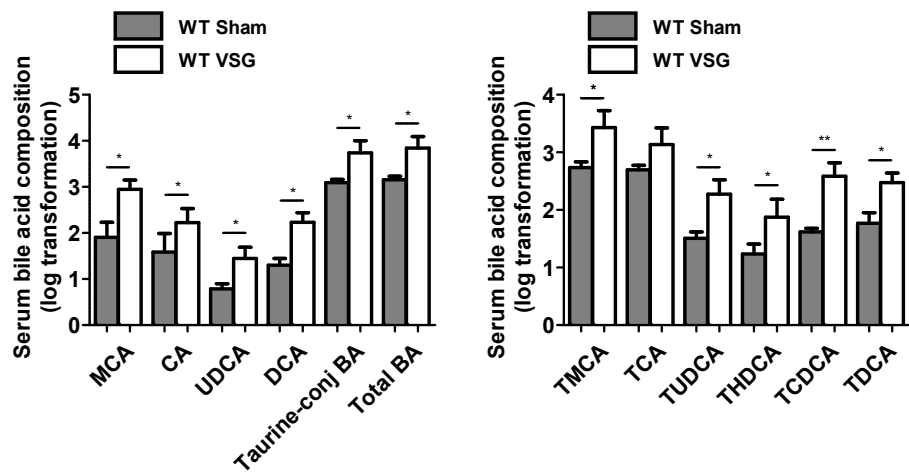 WT Sham
WT VSG
Serum bile acid composition
(log transformation)
5
4
3
2
1
0
*
*
*
*
*
*
MCA
CA
UDCA
DCA
Taurine-conj BA
Total BA
WT Sham
WT VSG
Serum bile acid composition
(log transformation)
4
3
2
1
0
*
*
*
**
*
TMCA
TCA
TUDCA
THDCA
TCDCA
TDCA